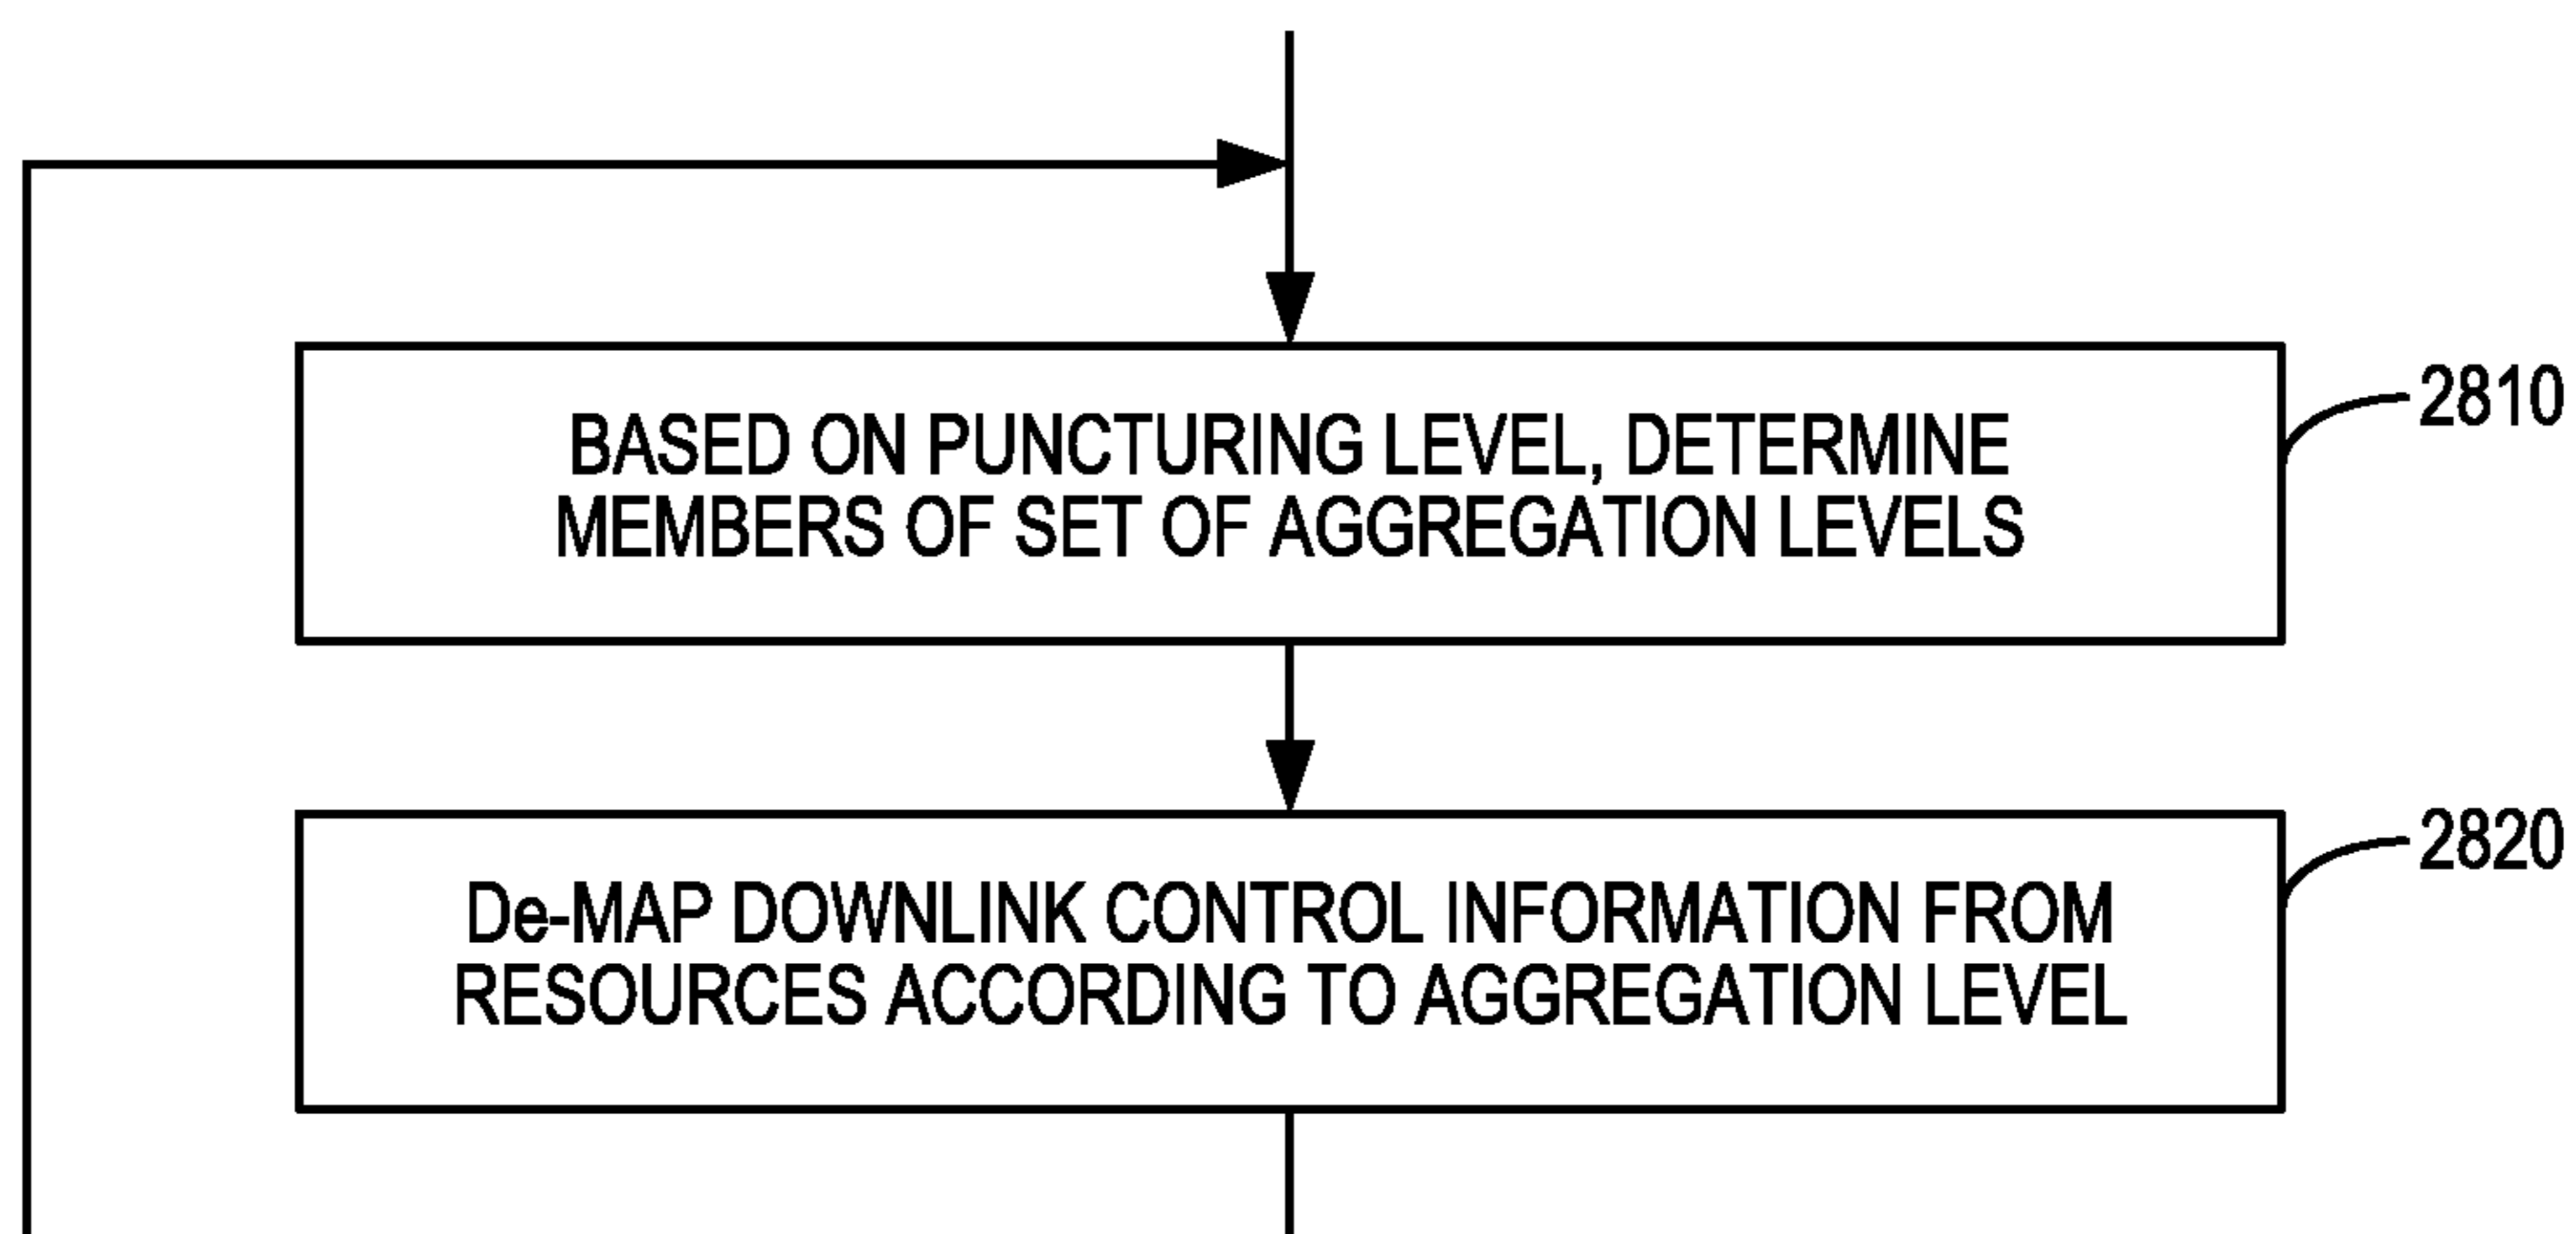 BASED ON PUNCTURING LEVEL, DETERMINE
MEMBERS OF SET OF AGGREGATION LEVELS
2810
De-MAP DOWNLINK CONTROL INFORMATION FROM
RESOURCES ACCORDING TO AGGREGATION LEVEL
2820